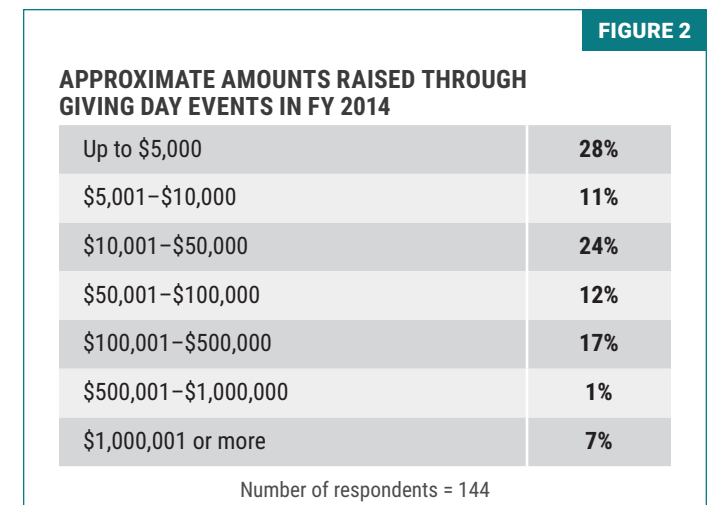 FIGURE 2
APPROXIMATE AMOUNTS RAISED THROUGH
GIVING DAY EVENTS IN FY 2014
Up to $5,000 28%
$5,001–$10,000 11%
$10,001–$50,000 24%
$50,001–$100,000 12%
$100,001–$500,000 17%
$500,001–$1,000,000 1%
$1,000,001 or more 7%
Number of respondents = 144